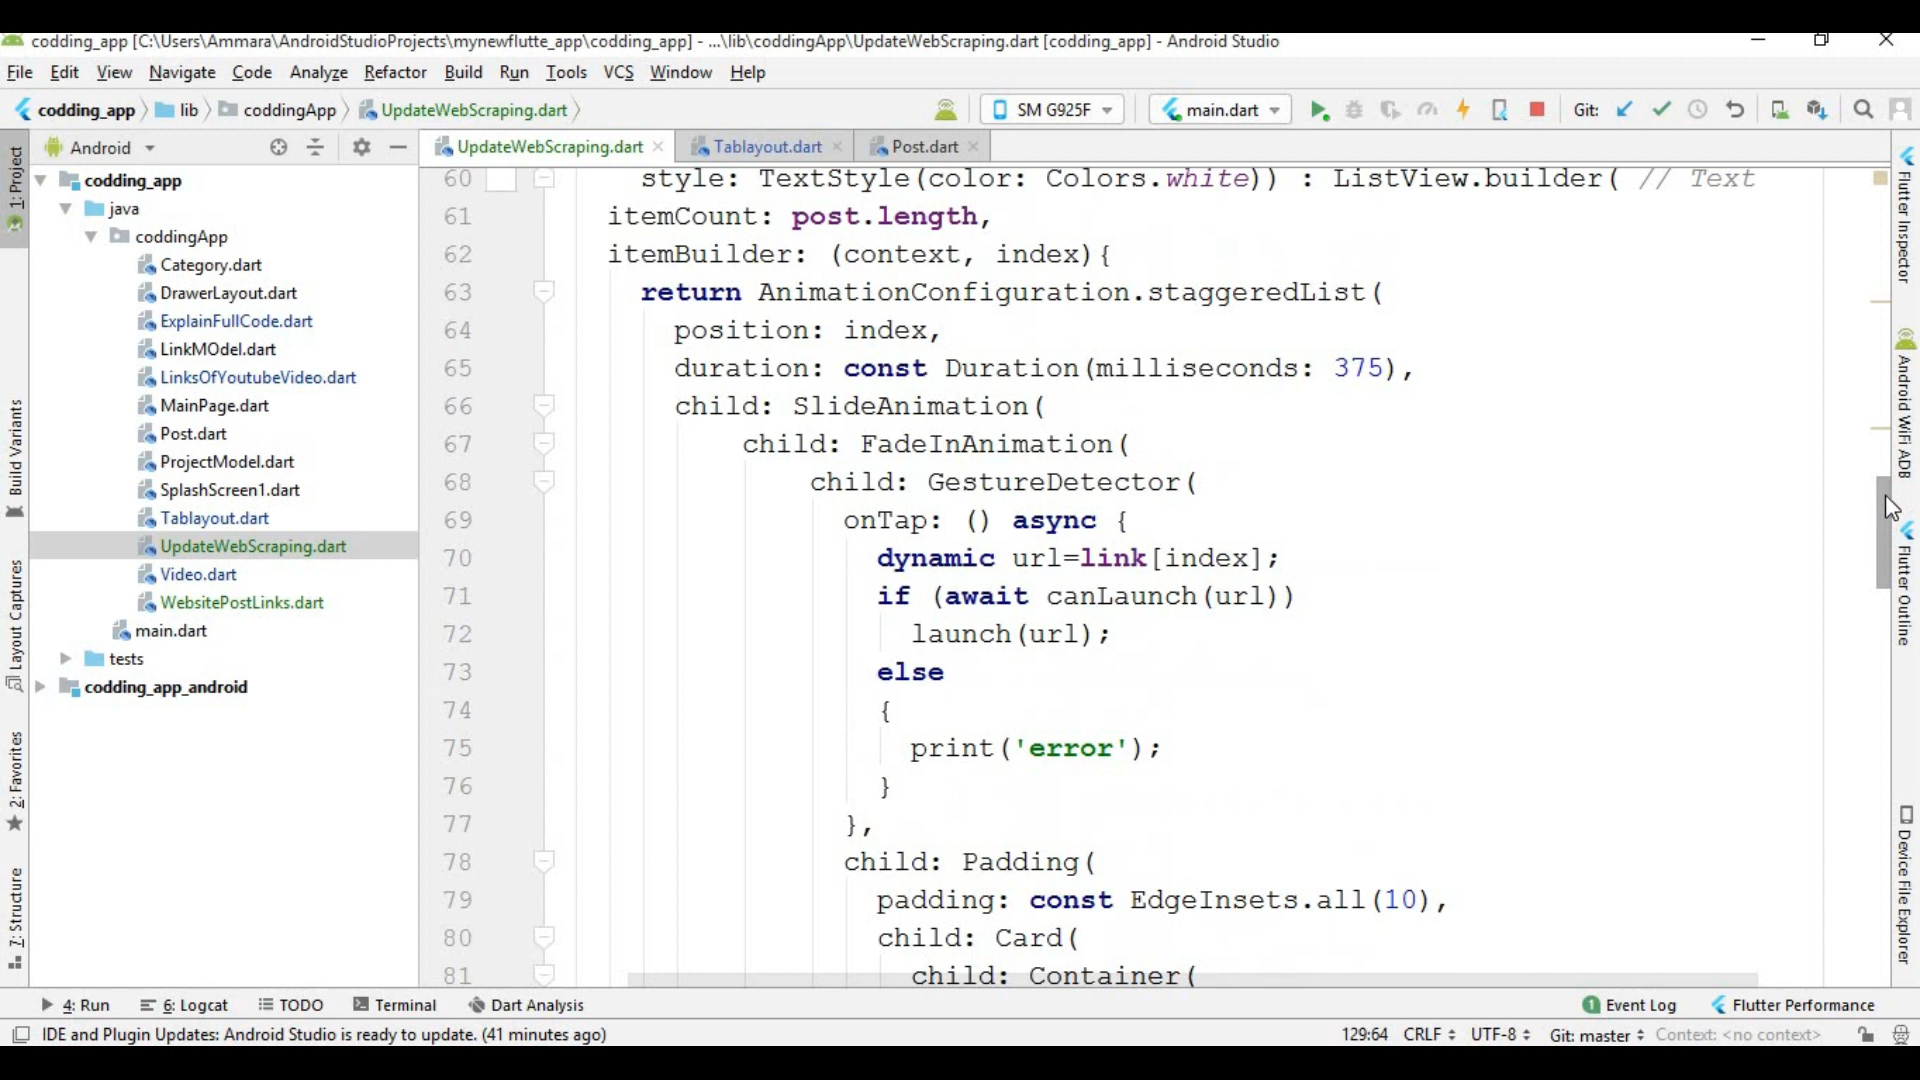 codding_app [C:\Users\Ammara\AndroidStudioProjects\mynewflutte_app\codding_app] - ...\lib\coddingApp\UpdateWebScraping.dart [codding_app] - Android Studio
File Edit View Navigate Code Analyze Refactor Build Run Tools VCS Window Help
codding_app lib coddingApp UpdateWebScraping.dart SM G925F main.dart Git:
1: Project
Build Variants
Layout Captures
2: Favorites
7: Structure
Android
codding_app
java
coddingApp
Category.dart
DrawerLayout.dart
ExplainFullCode.dart
LinkMOdel.dart
LinksOfYoutubeVideo.dart
MainPage.dart
Post.dart
ProjectModel.dart
SplashScreen1.dart
Tablayout.dart
UpdateWebScraping.dart
Video.dart
WebsitePostLinks.dart
main.dart
tests
codding_app_android
UpdateWebScraping.dart Tablayout.dart Post.dart
60 style: TextStyle(color: Colors.white)) : ListView.builder( // Text
61 itemCount: post.length,
62 itemBuilder: (context, index){
63 return AnimationConfiguration.staggeredList(
64 position: index,
65 duration: const Duration(milliseconds: 375),
66 child: SlideAnimation(
67 child: FadeInAnimation(
68 child: GestureDetector(
69 onTap: () async {
70 dynamic url=link[index];
71 if (await canLaunch(url))
72 launch(url);
73 else
74 {
75 print('error');
76 }
77 },
78 child: Padding(
79 padding: const EdgeInsets.all(10),
80 child: Card(
81 child: Container(
Flutter Inspector
Android WiFi ADB
Flutter Outline
Device File Explorer
4: Run 6: Logcat TODO Terminal Dart Analysis 1 Event Log Flutter Performance
IDE and Plugin Updates: Android Studio is ready to update. (41 minutes ago) 129:64 CRLF UTF-8 Git: master Context: <no context>